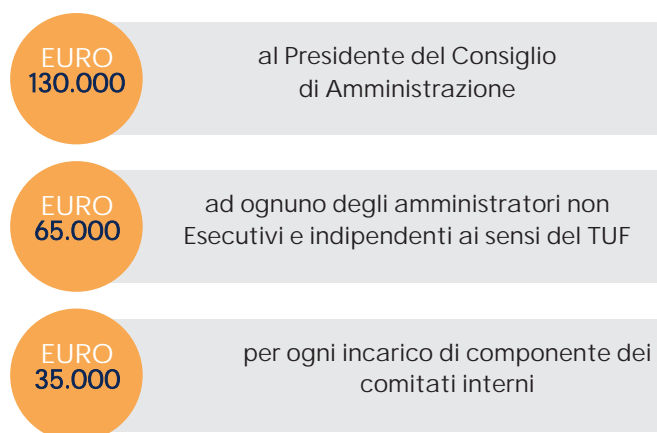 EURO
130.000
al Presidente del Consiglio
di Amministrazione
EURO
65.000
ad ognuno degli amministratori non
Esecutivi e indipendenti ai sensi del TUF
EURO
35.000
per ogni incarico di componente dei
comitati interni